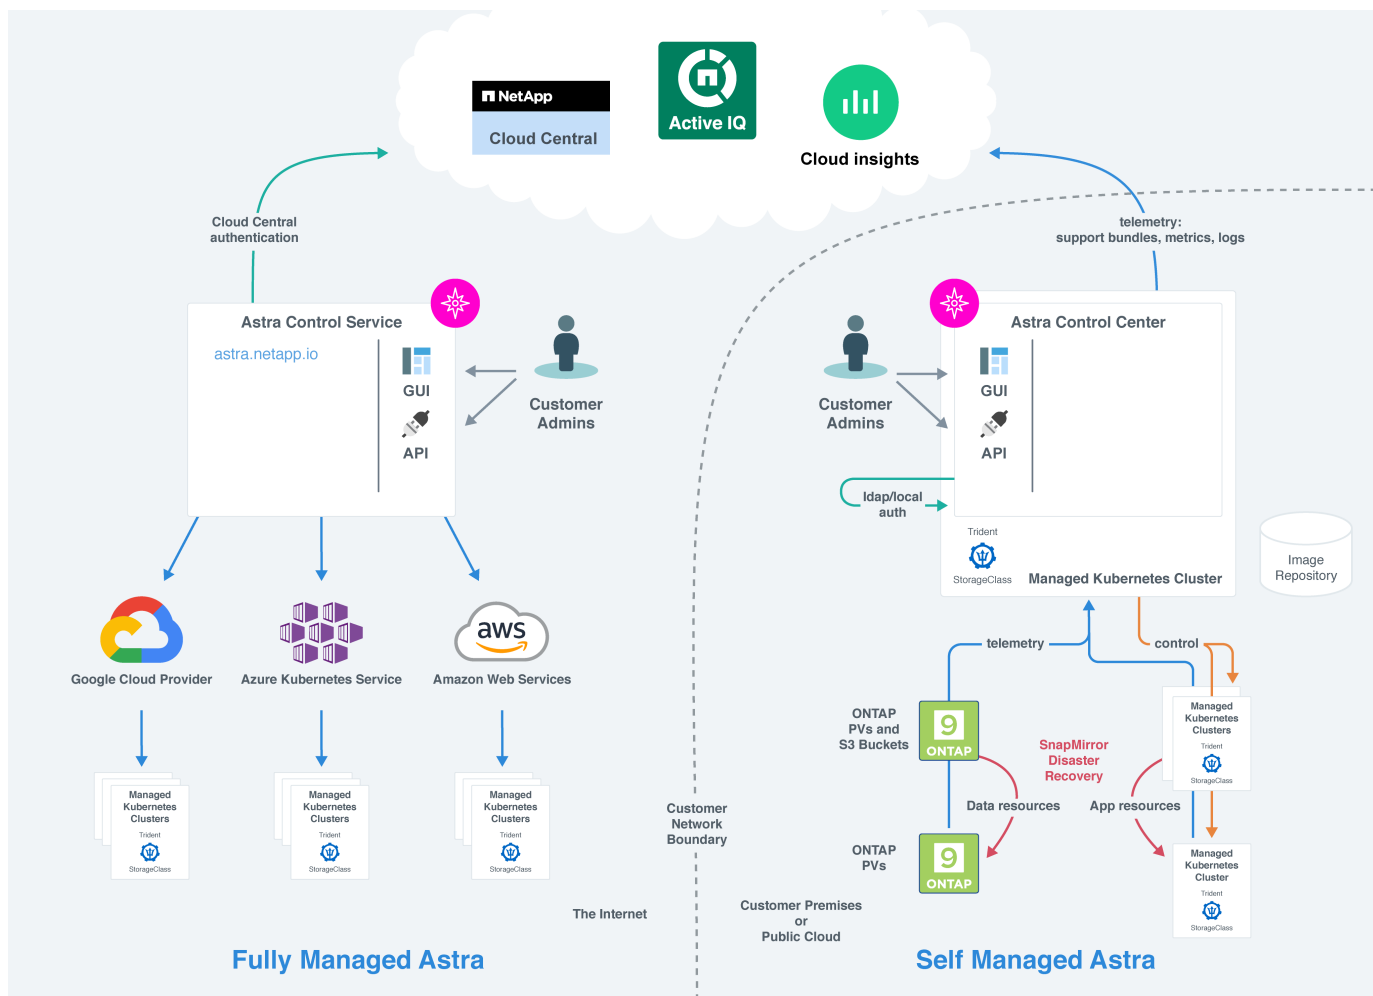 NetApp
Cloud Central
Active IQ
Cloud insights
Cloud Central
authentication
telemetry:
support bundles, metrics, logs
Astra Control Service
astra.netapp.io
GUI
API
Customer
Admins
Customer
Admins
Astra Control Center
GUI
API
ldap/local
auth
Trident
StorageClass
Managed Kubernetes Cluster
Image
Repository
Google Cloud Provider
Azure Kubernetes Service
aws
Amazon Web Services
telemetry
control
Managed
Kubernetes
Clusters
Trident
StorageClass
Managed
Kubernetes
Clusters
Trident
StorageClass
Managed
Kubernetes
Clusters
Trident
StorageClass
ONTAP
PVs and
S3 Buckets
9
ONTAP
SnapMirror
Disaster
Recovery
Managed
Kubernetes
Clusters
Trident
StorageClass
Data resources
App resources
Customer
Network
Boundary
ONTAP
PVs
9
ONTAP
Managed
Kubernetes
Cluster
Trident
StorageClass
The Internet
Customer Premises
or
Public Cloud
Fully Managed Astra
Self Managed Astra